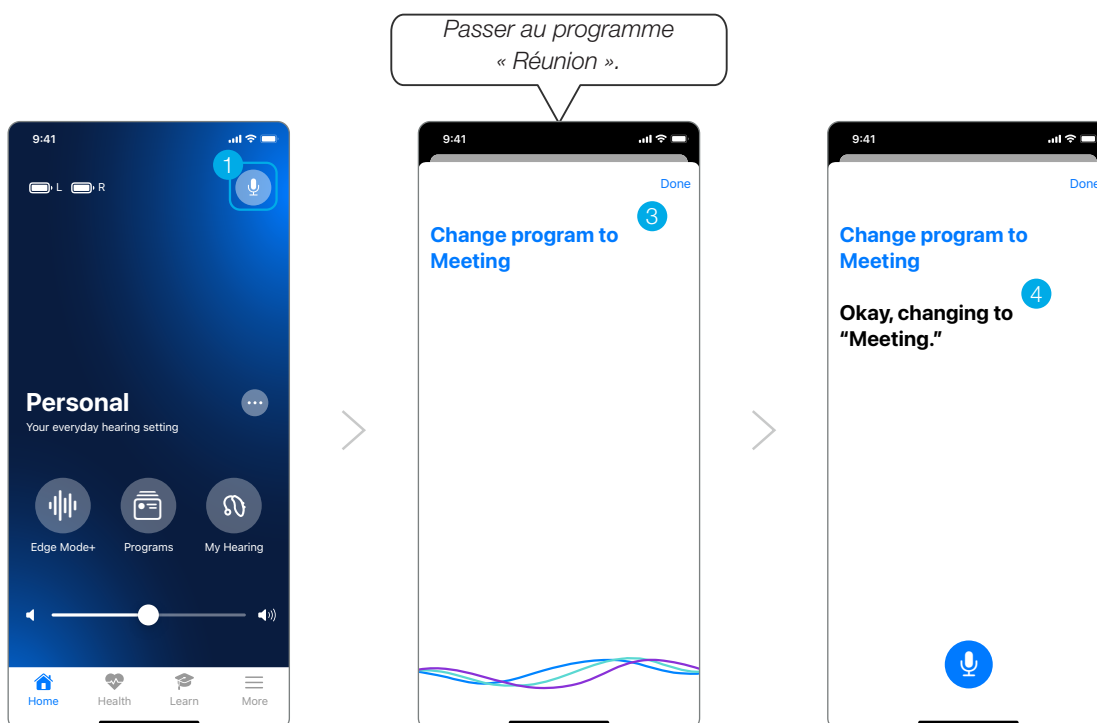 Passer au programme
« Réunion ».
9:41
1
L
R
Personal
Your everyday hearing setting
Edge Mode+
Programs
My Hearing
Home
Health
Learn
More
9:41
Done
3
Change program to
Meeting
9:41
Done
Change program to
Meeting
4
Okay, changing to
“Meeting.”